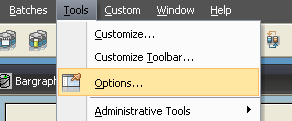 Batches Tools Custom Window Help
Customize...
Customize Toolbar...
Bargraph
Options...
Administrative Tools